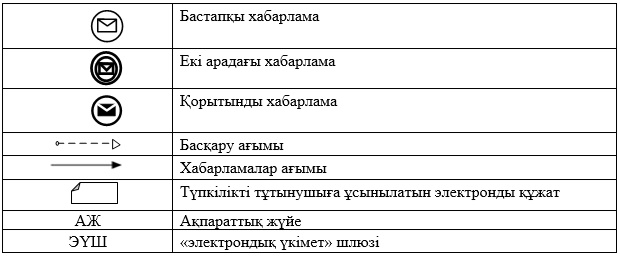 Бастапқы хабарлама
Екі арадағы хабарлама
Қорытынды хабарлама
Басқару ағымы
Хабарламалар ағымы
Түпкілікті тұтынушыға ұсынылатын электронды құжат
АЖ Ақпараттық жүйе
ЭҮШ «электрондық үкімет» шлюзі